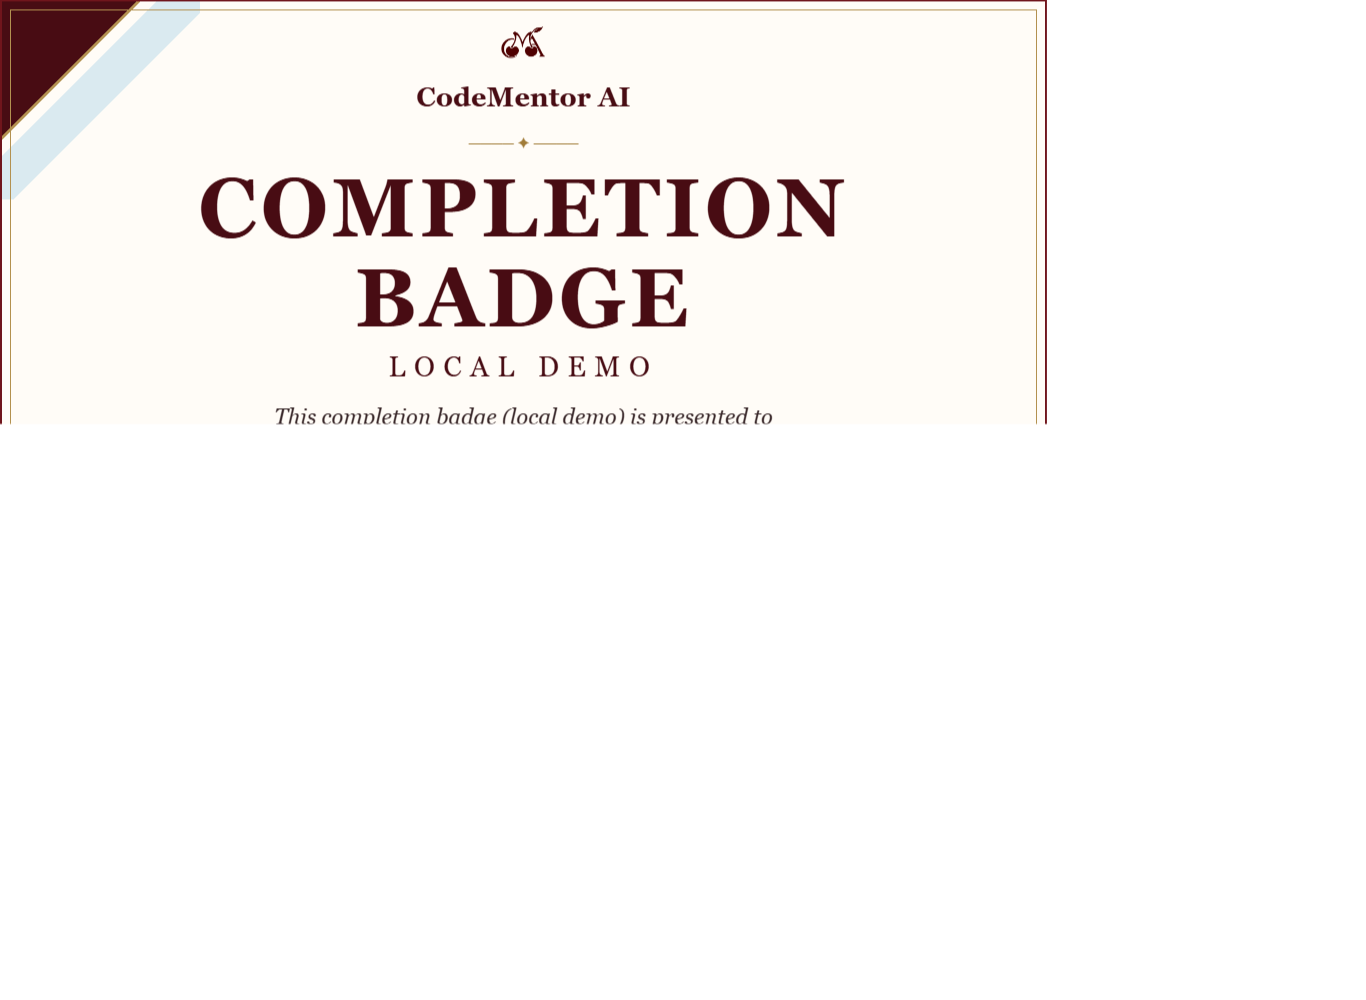 CodeMentor AI
COMPLETION
BADGE
LOCAL DEMO
This completion badge (local demo) is presented to